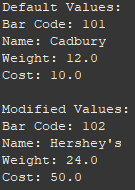 Default Values:
Bar Code: 101
Name: Cadbury
Weight: 12.0
Cost: 10.0
Modified Values:
Bar Code: 102
Name: Hershey's
Weight: 24.0
Cost: 50.0